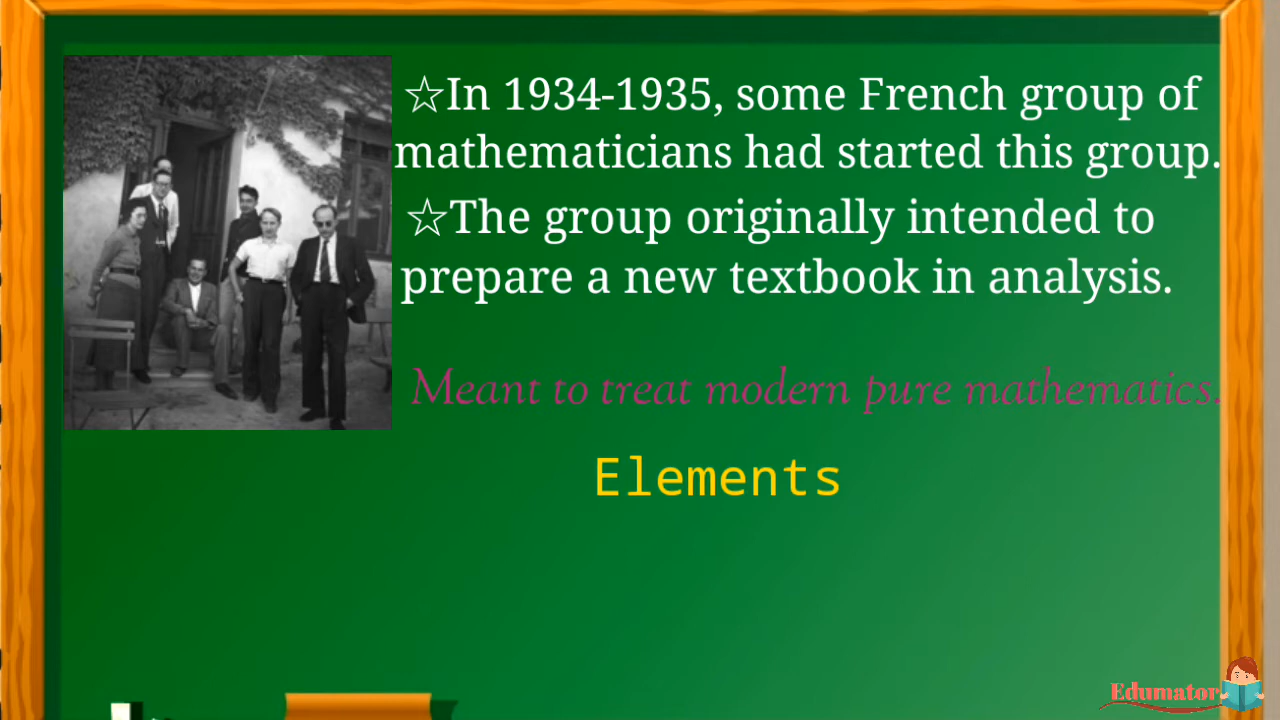 ☆In 1934-1935, some French group of
mathematicians had started this group.
☆The group originally intended to
prepare a new textbook in analysis.
Meant to treat modern pure mathematics.
Elements
Edumator